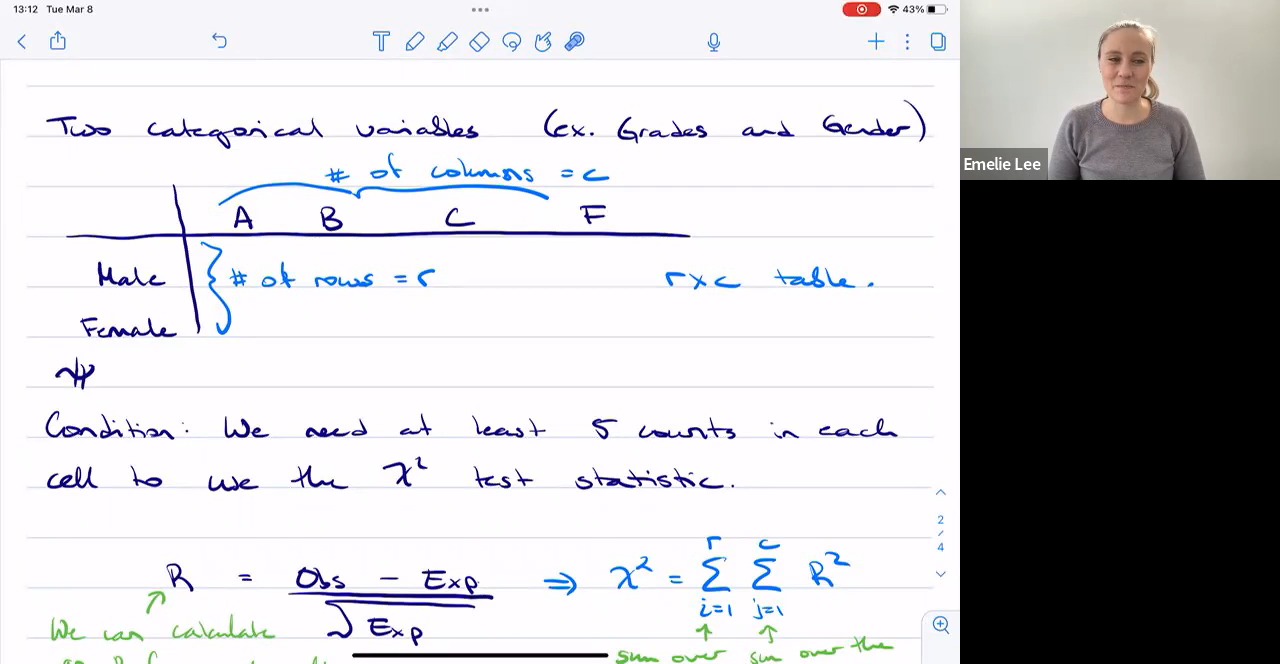 13:12 Tue Mar 8
43%
Two categorical variables (ex. Grades and Gender)
# of columns = c
A B C F
Male # of rows = r r x c table.
Female
Condition: We need at least 5 counts in each
cell to use the χ² test statistic.
R = Obs - Exp / √Exp ⇒ χ² = Σ i=1 r Σ j=1 c R²
We can calculate
sum over sum over the
2/4
Emelie Lee